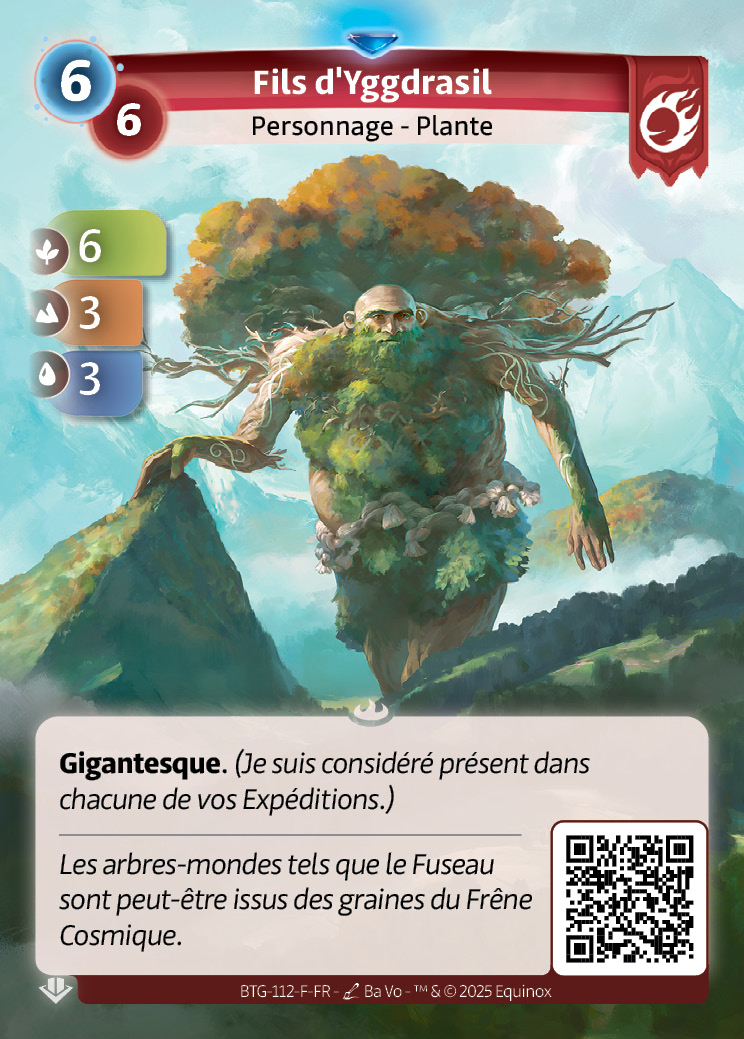 6
Fils d'Yggdrasil
6
Personnage - Plante
6
3
3
Gigantesque. (Je suis considéré présent dans
chacune de vos Expéditions.)
Les arbres-mondes tels que le Fuseau
sont peut-être issus des graines du Frêne
Cosmique.
BTG-112-F-FR - Ba Vo - ™ & © 2025 Equinox